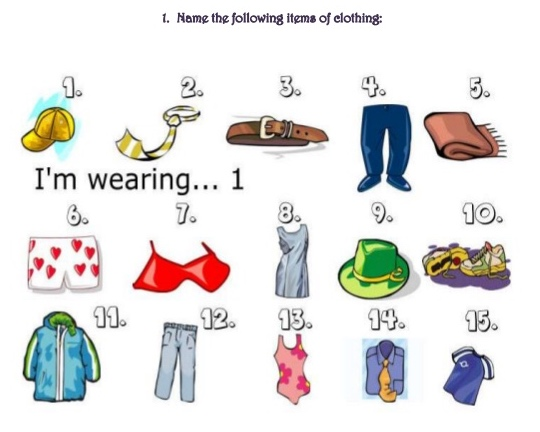 1. Name the following items of clothing:
1. 2. 3. 4. 5.
I'm wearing... 1
6. 7. 8. 9. 10.
11. 12. 13. 14. 15.